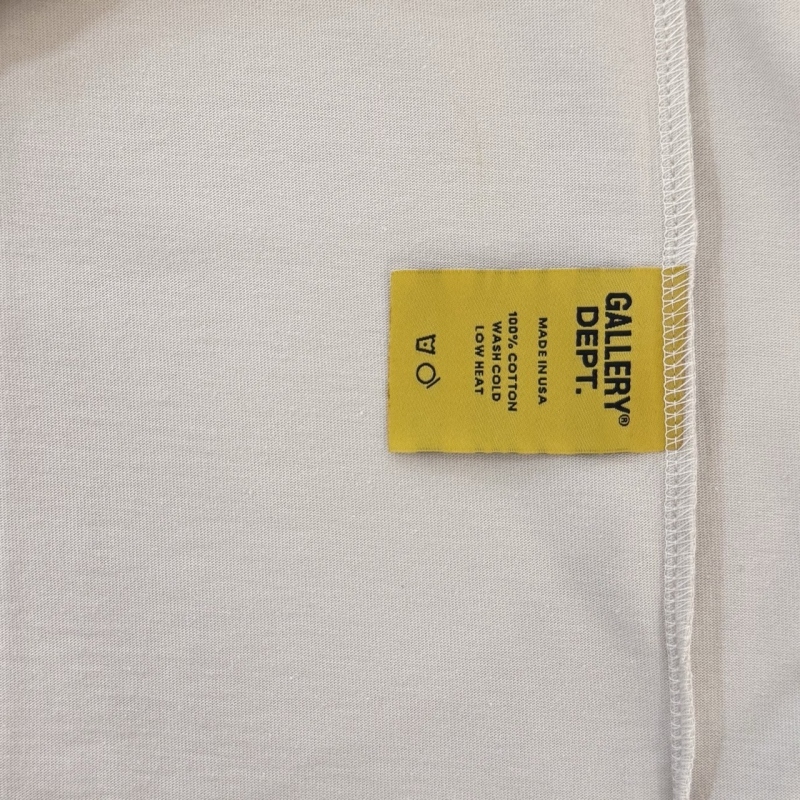 GALLERY
DEPT.®
MADE IN USA
100% COTTON
WASH COLD
LOW HEAT